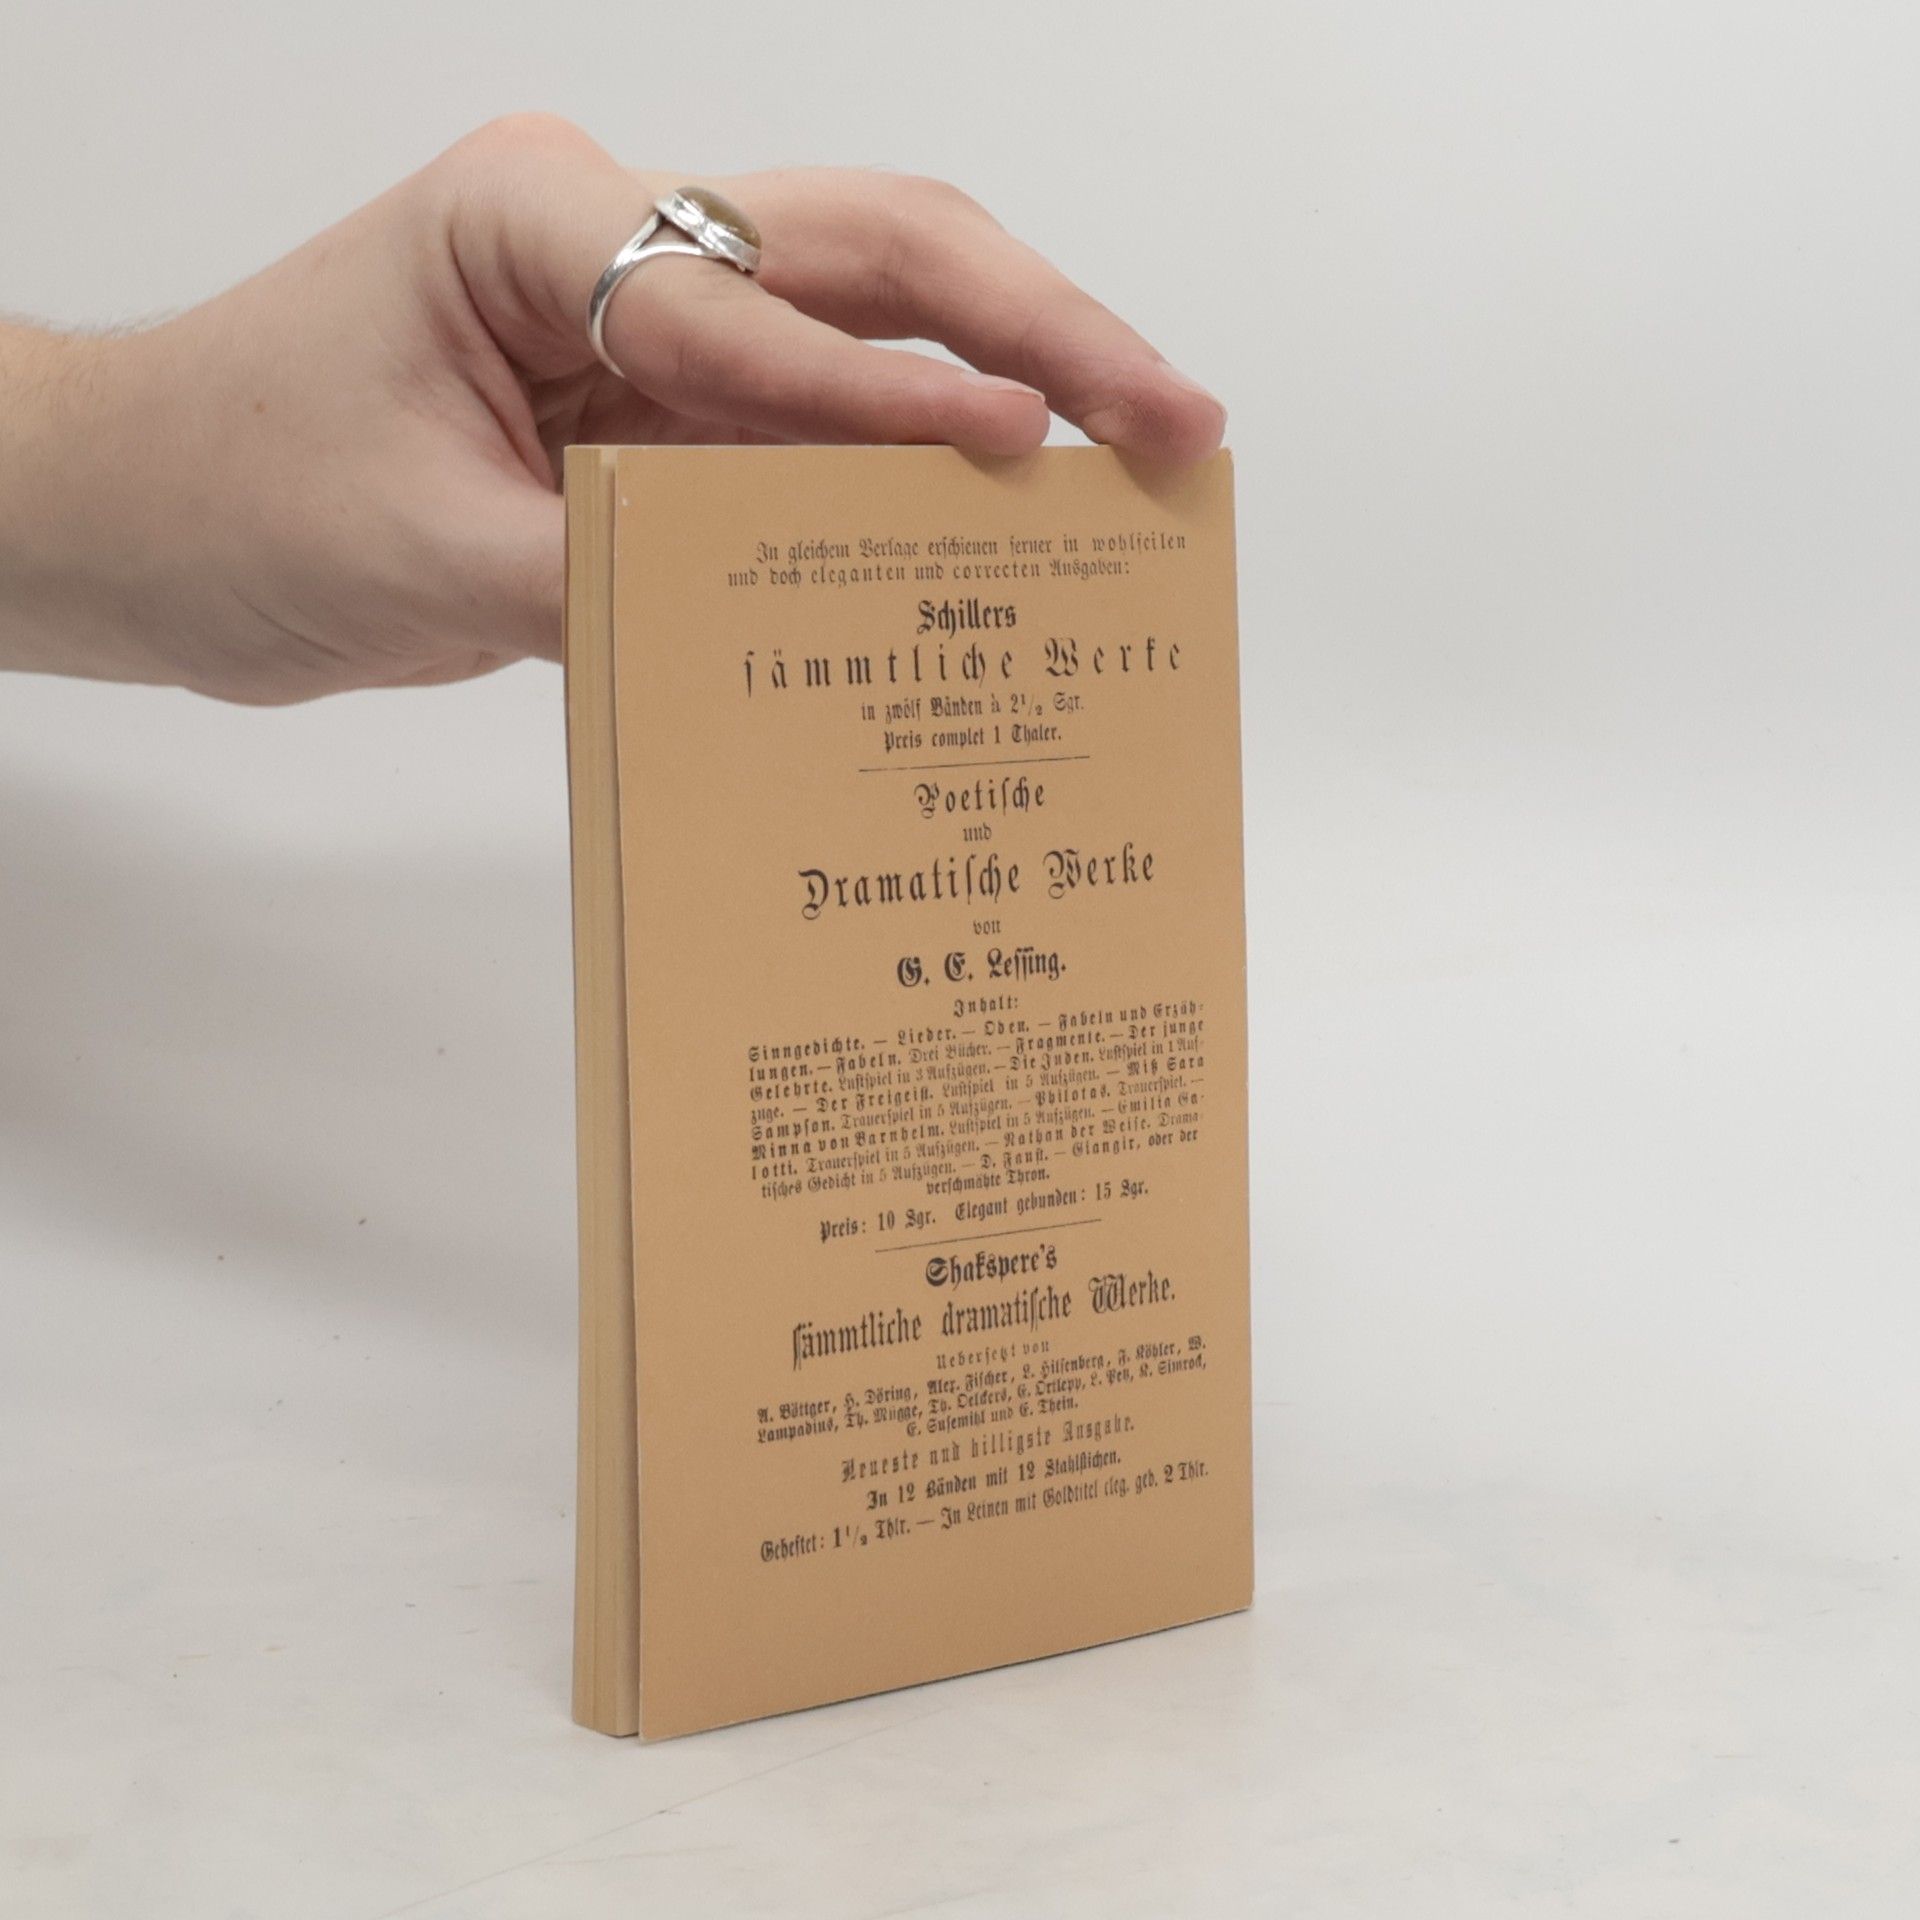 In gleichem Verlage erschienen ferner in wohlfeilen
und doch eleganten und correcten Ausgaben:
Schillers
sämmtliche Werke
in zwölf Bänden à 2¹/₂ Sgr.
Preis complet 1 Thaler.
Poetische
und
Dramatische Werke
von
G. E. Lessing.
Inhalt:
Sinngedichte. — Lieder. — Oden. — Fabeln und Erzäh-
lungen. — Fabeln. Drei Bücher. — Fragmente. — Der junge
Gelehrte. Lustspiel in 3 Aufzügen. — Die Juden. Lustspiel in 1 Auf-
zuge. — Der Freigeist. Lustspiel in 5 Aufzügen. — Miß Sara
Sampson. Trauerspiel in 5 Aufzügen. — Philotas. Trauerspiel. —
Minna von Barnhelm. Lustspiel in 5 Aufzügen. — Emilia Ga-
lotti. Trauerspiel in 5 Aufzügen. — Nathan der Weise. Drama-
tisches Gedicht in 5 Aufzügen. — D. Faust. — Giangir, oder der
verschmähte Thron.
Preis: 10 Sgr. Elegant gebunden: 15 Sgr.
Shakspere's
sämmtliche dramatische Werke.
Uebersetzt von
A. Böttger, H. Döring, Alex. Fischer, L. Hilsenberg, F. Köhler, W.
Lampadius, Th. Mügge, Th. Oelckers, E. Ortlepp, L. Petz, K. Simrock,
E. Susemihl und E. Thein.
Neueste und billigste Ausgabe.
In 12 Bänden mit 12 Stahlstichen.
Geheftet: 1¹/₂ Thlr. — In Leinen mit Goldtitel eleg. geb. 2 Thlr.